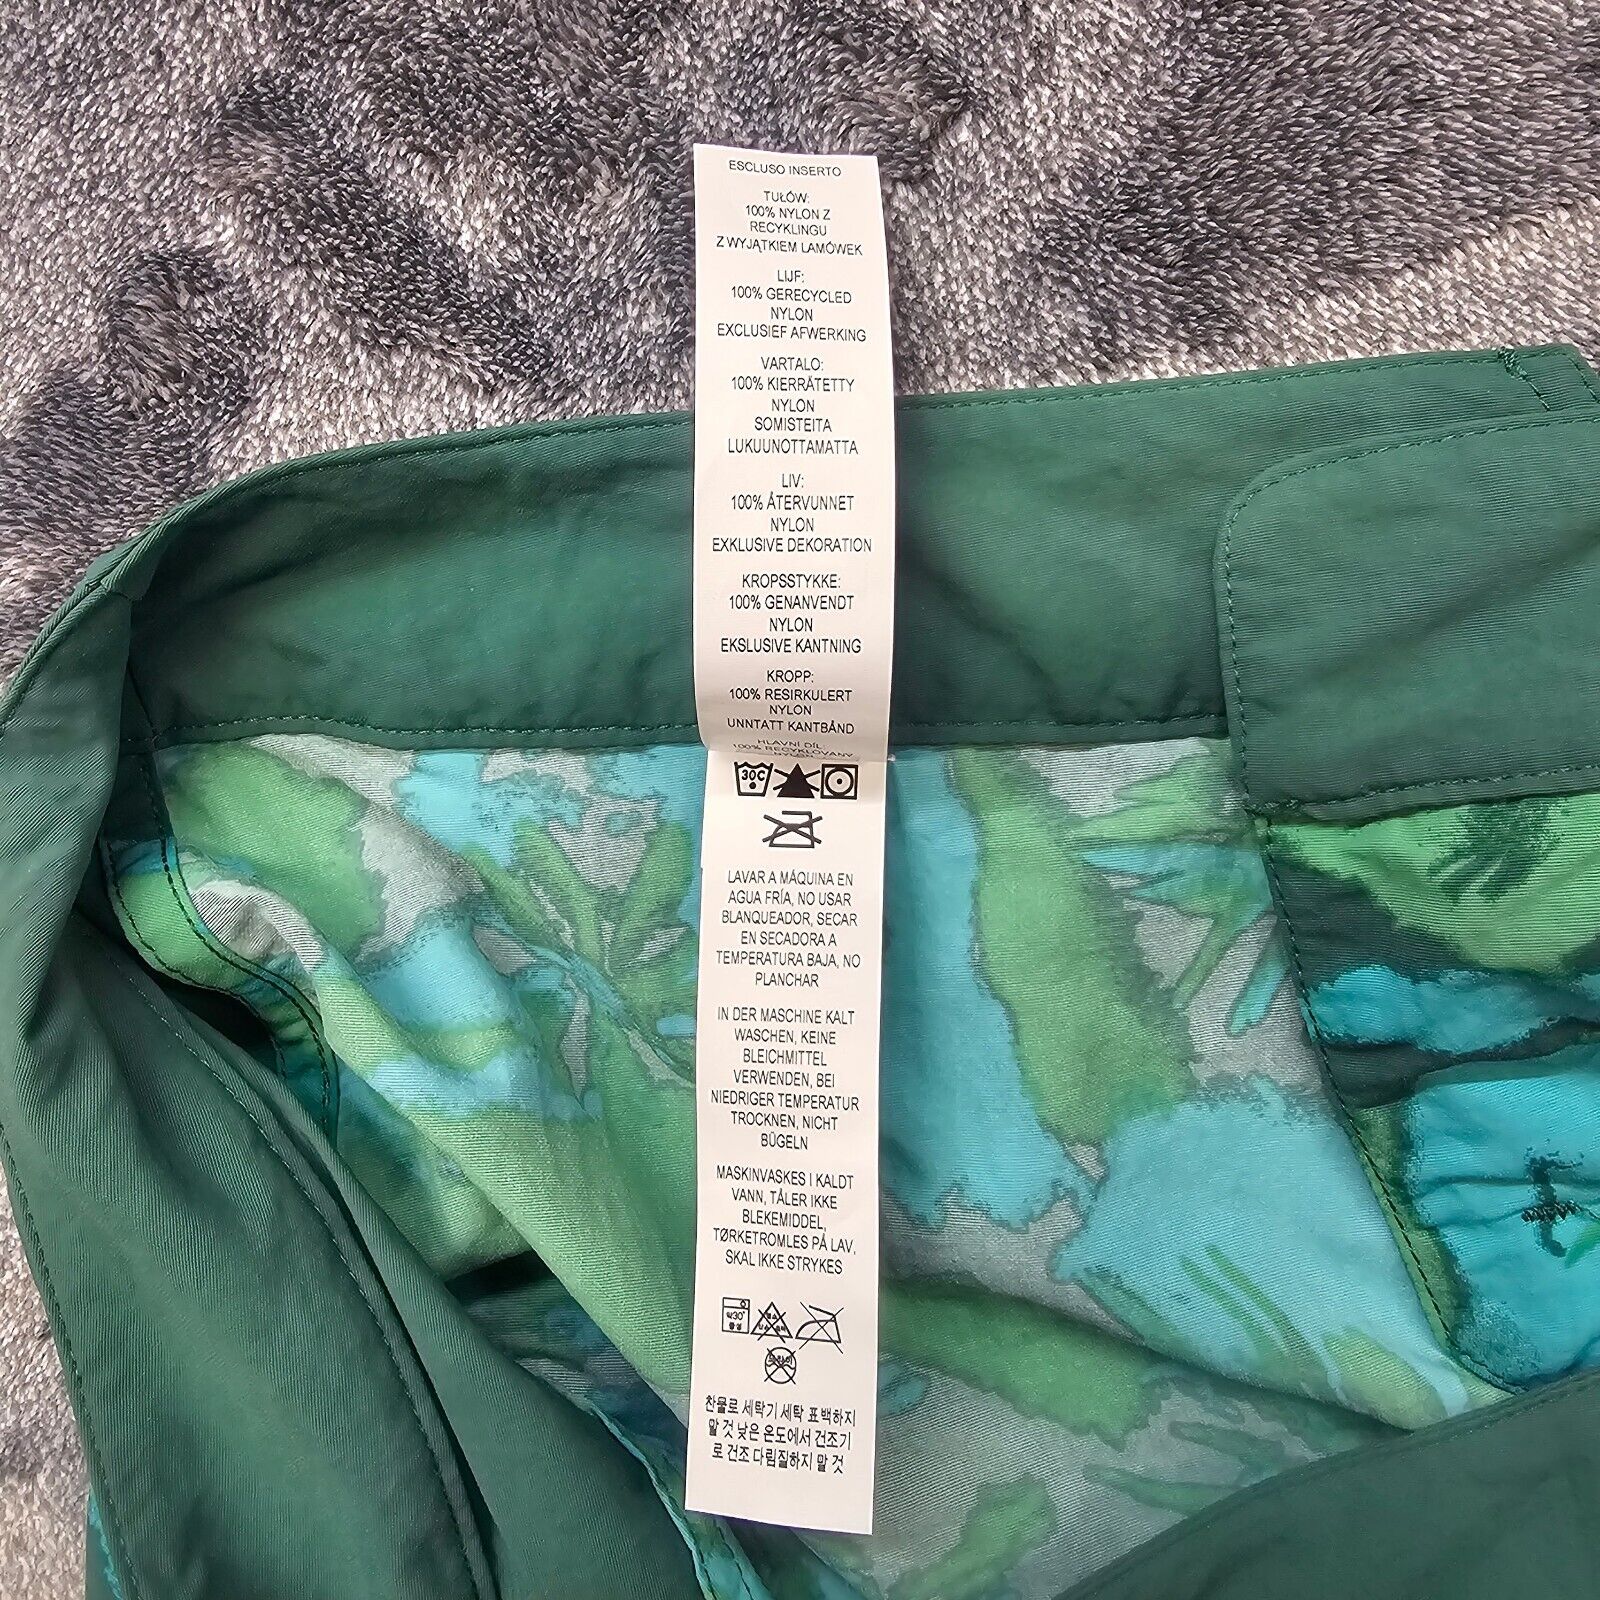 ESCLUSO INSERTO
TUŁÓW:
100% NYLON Z
RECYKLINGU
Z WYJĄTKIEM LAMÓWEK
LIJF:
100% GERECYCLED
NYLON
EXCLUSIEF AFWERKING
VARTALO:
100% KIERRÄTETTY
NYLON
SOMISTEITA
LUKUUNOTTAMATTA
LIV:
100% ÅTERVUNNET
NYLON
EXKLUSIVE DEKORATION
KROPSSTYKKE:
100% GENANVENDT
NYLON
EKSLUSIVE KANTNING
KROPP:
100% RESIRKULERT
NYLON
UNNTATT KANTBÅND
HLAVNÍ DÍL:
100% RECYKLOVANÝ
NYLON
30C
LAVAR A MÁQUINA EN
AGUA FRÍA, NO USAR
BLANQUEADOR, SECAR
EN SECADORA A
TEMPERATURA BAJA, NO
PLANCHAR
IN DER MASCHINE KALT
WASCHEN, KEINE
BLEICHMITTEL
VERWENDEN, BEI
NIEDRIGER TEMPERATUR
TROCKNEN, NICHT
BÜGELN
MASKINVASKES I KALDT
VANN, TÅLER IKKE
BLEKEMIDDEL,
TØRKETROMLES PÅ LAV,
SKAL IKKE STRYKES
약30°
중성
찬물로 세탁기 세탁 표백하지
말 것 낮은 온도에서 건조기
로 건조 다림질하지 말 것